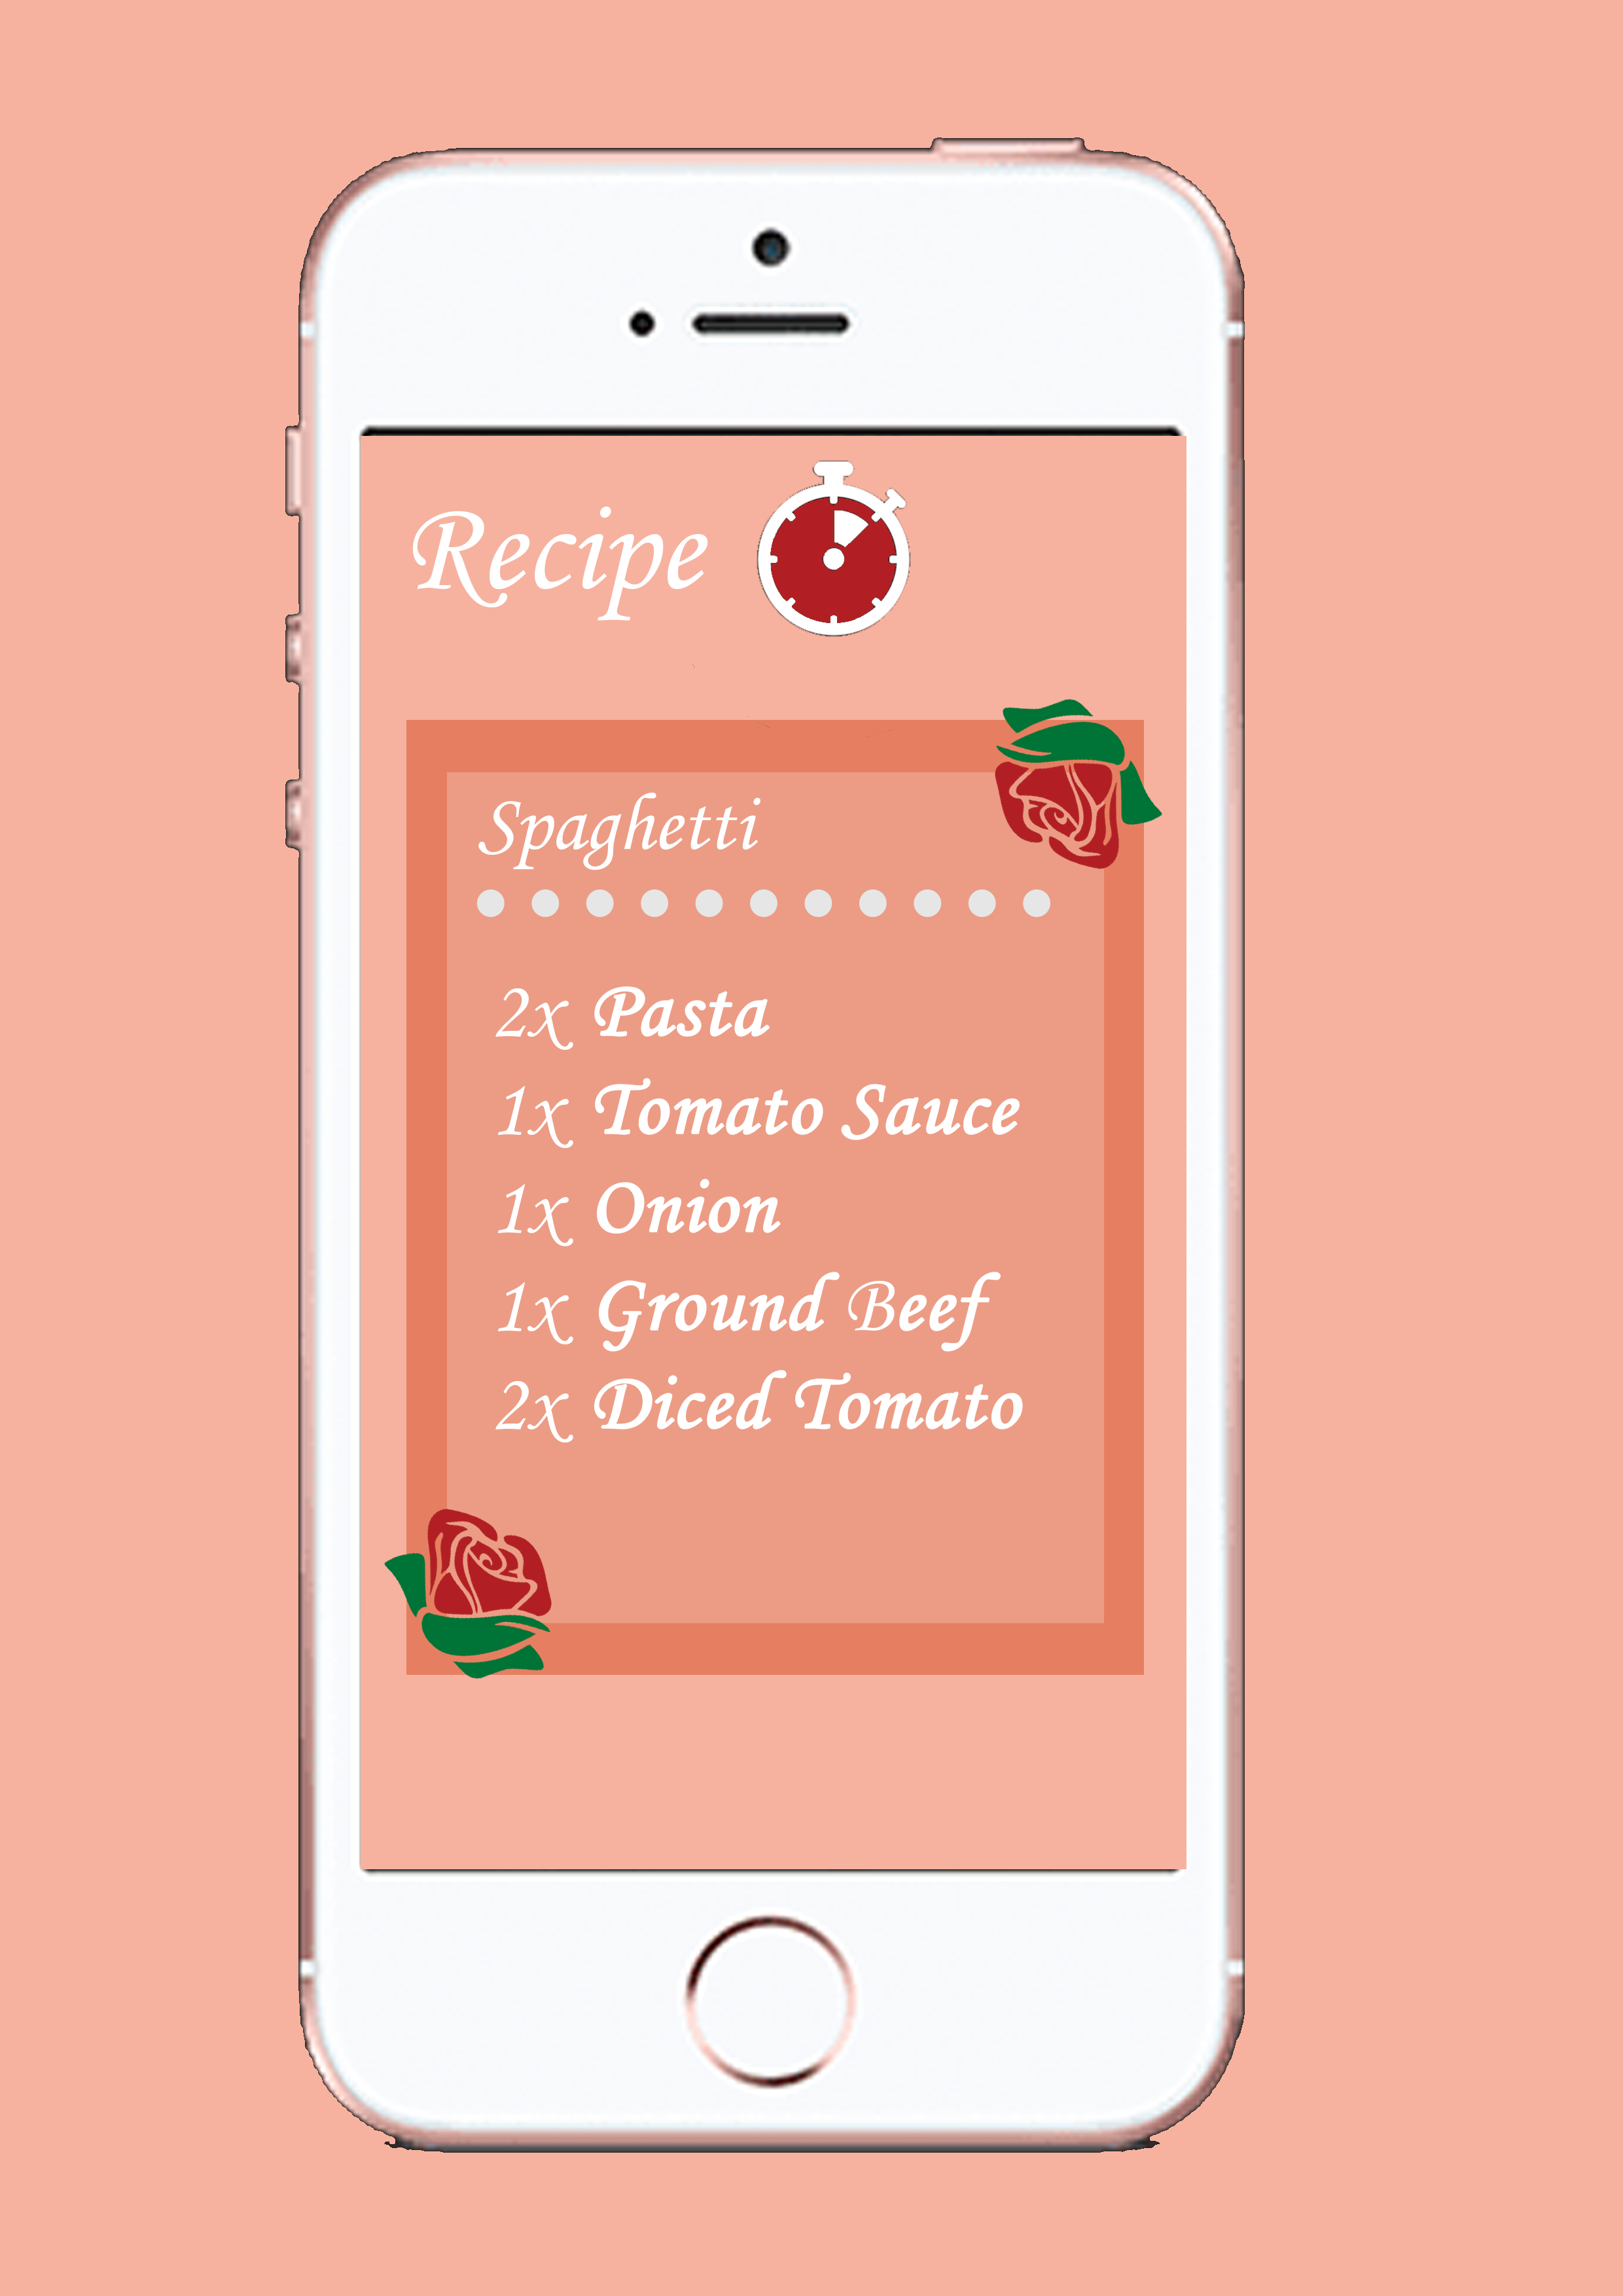 Recipe
Spaghetti
2x Pasta
1x Tomato Sauce
1x Onion
1x Ground Beef
2x Diced Tomato